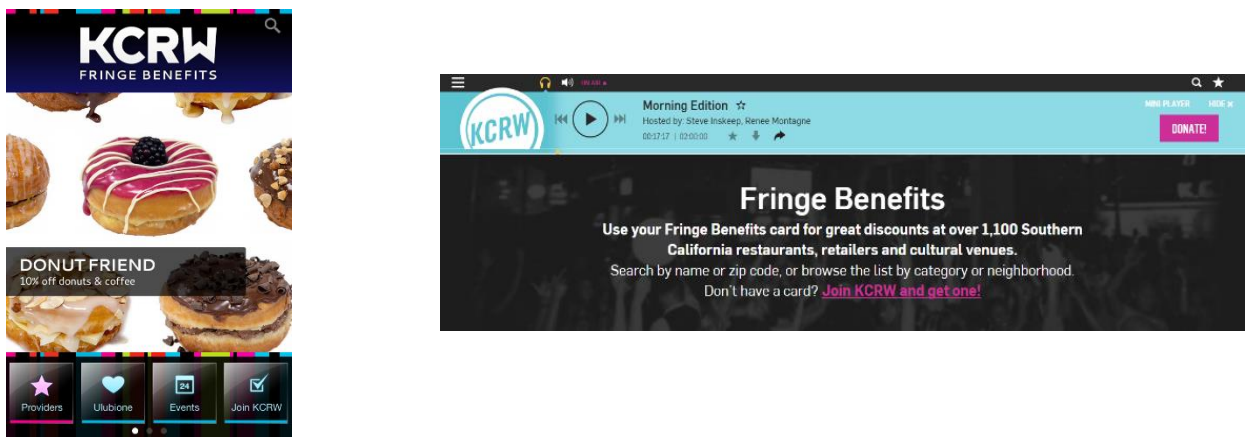 KCRW
FRINGE BENEFITS
DONUT FRIEND
10% off donuts & coffee
24
Providers
Ulubione
Events
Join KCRW
KCRW
Morning Edition
Hosted by: Steve Inskeep, Renee Montagne
00:17:17 | 02:00:00
MINI PLAYER
HIDE x
DONATE!
Fringe Benefits
Use your Fringe Benefits card for great discounts at over 1,100 Southern
California restaurants, retailers and cultural venues.
Search by name or zip code, or browse the list by category or neighborhood.
Don't have a card? Join KCRW and get one!